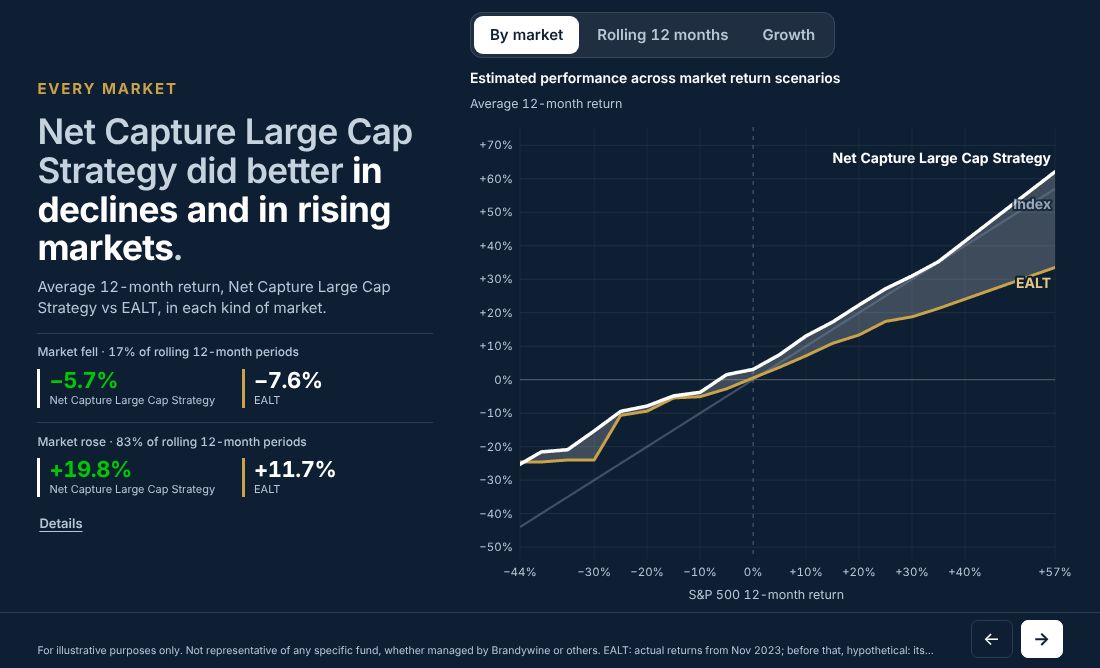 By market
Rolling 12 months
Growth
EVERY MARKET
Net Capture Large Cap
Strategy did better in
declines and in rising
markets.
Average 12-month return, Net Capture Large Cap
Strategy vs EALT, in each kind of market.
Market fell · 17% of rolling 12-month periods
−5.7%
Net Capture Large Cap Strategy
−7.6%
EALT
Market rose · 83% of rolling 12-month periods
+19.8%
Net Capture Large Cap Strategy
+11.7%
EALT
Details
Estimated performance across market return scenarios
Average 12-month return
+70%
+60%
+50%
+40%
+30%
+20%
+10%
0%
−10%
−20%
−30%
−40%
−50%
Net Capture Large Cap Strategy
Index
EALT
−44%
−30%
−20%
−10%
0%
+10%
+20%
+30%
+40%
+57%
S&P 500 12-month return
For illustrative purposes only. Not representative of any specific fund, whether managed by Brandywine or others. EALT: actual returns from Nov 2023; before that, hypothetical: its…